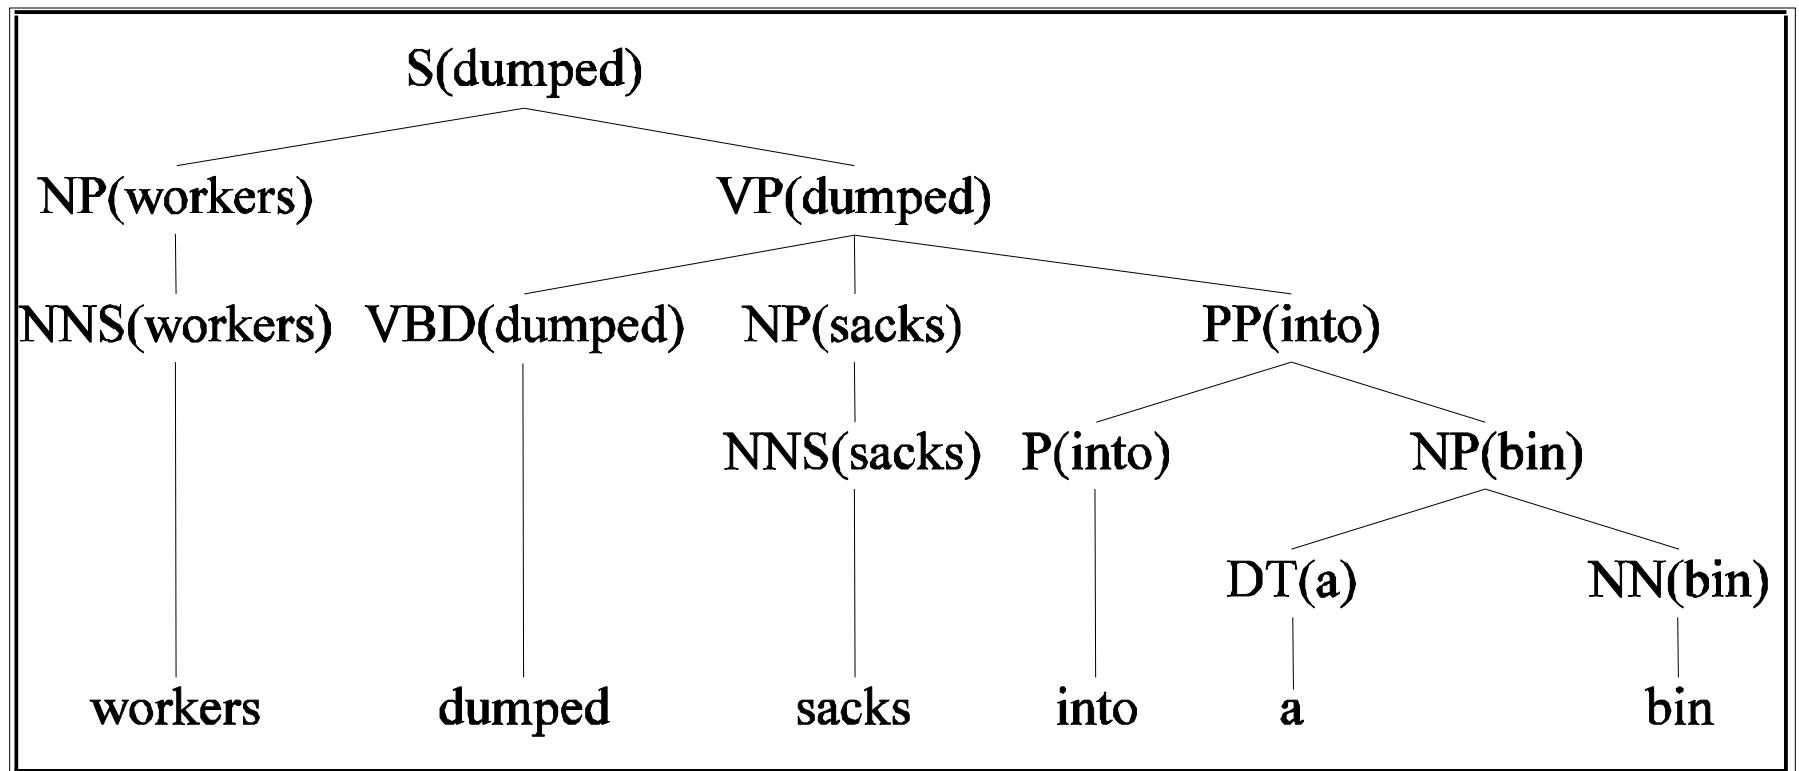 S(dumped)
NP(workers) VP(dumped)
NNS(workers) VBD(dumped) NP(sacks) PP(into)
NNS(sacks) P(into) NP(bin)
DT(a) NN(bin)
workers dumped sacks into a bin